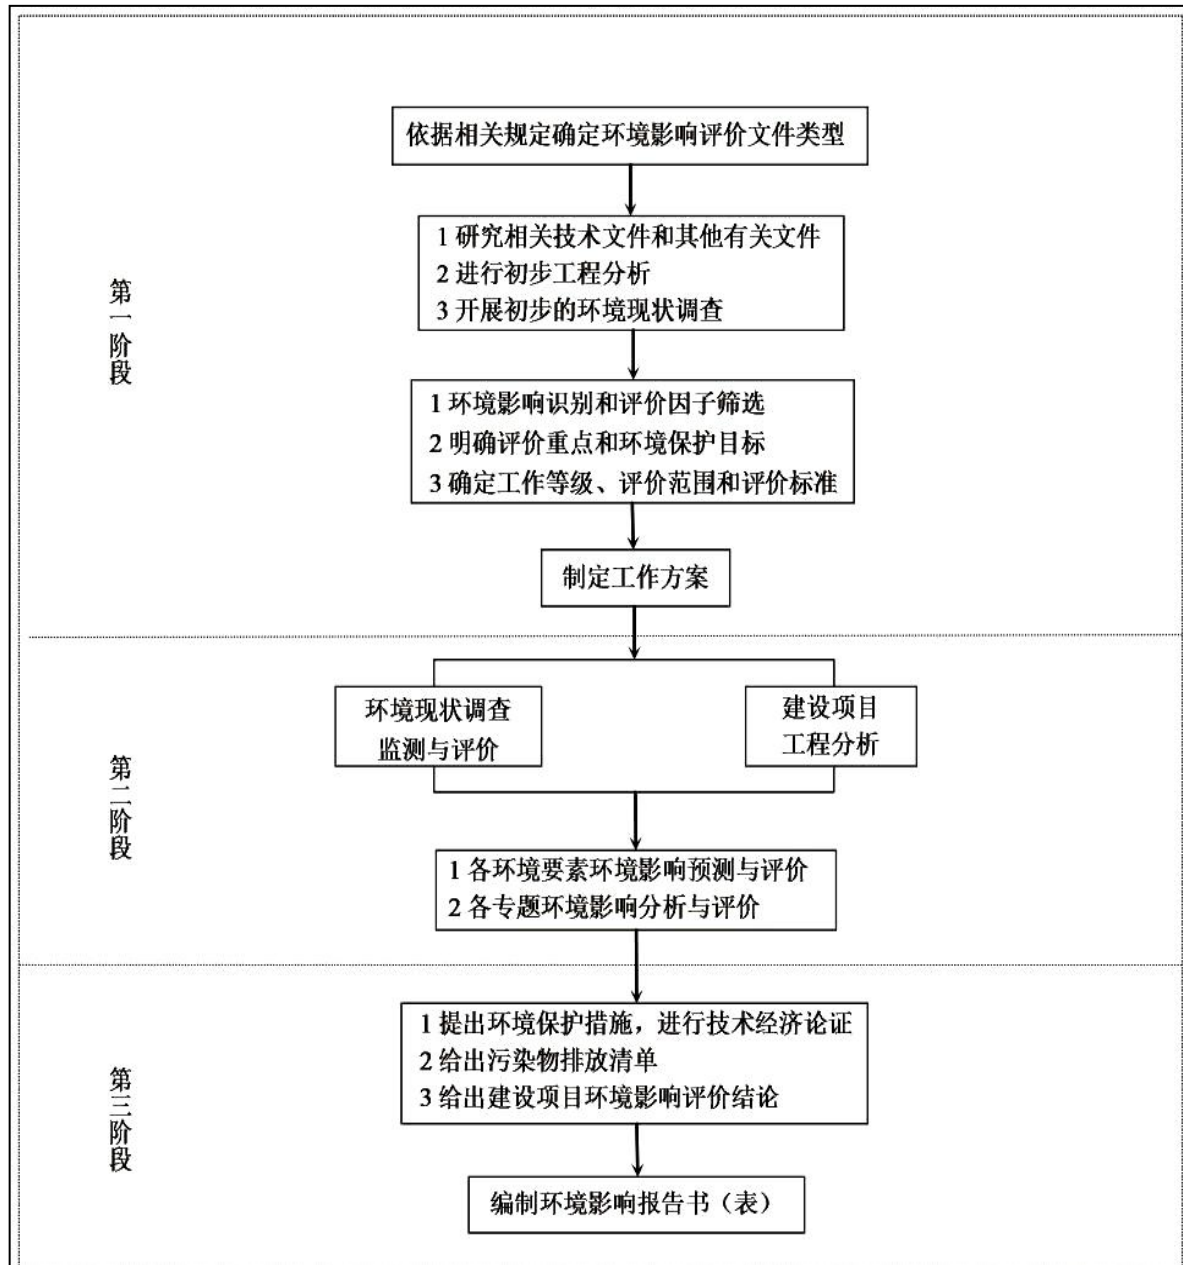 依据相关规定确定环境影响评价文件类型
1 研究相关技术文件和其他有关文件
2 进行初步工程分析
3 开展初步的环境现状调查
第一阶段
1 环境影响识别和评价因子筛选
2 明确评价重点和环境保护目标
3 确定工作等级、评价范围和评价标准
制定工作方案
环境现状调查
监测与评价
建设项目
工程分析
第二阶段
1 各环境要素环境影响预测与评价
2 各专题环境影响分析与评价
1 提出环境保护措施，进行技术经济论证
2 给出污染物排放清单
3 给出建设项目环境影响评价结论
第三阶段
编制环境影响报告书（表）